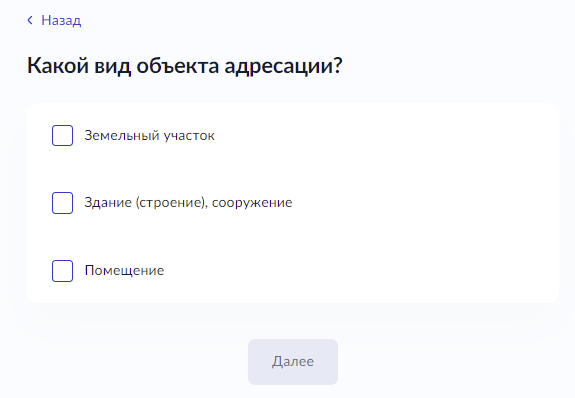 Назад
Какой вид объекта адресации?
Земельный участок
Здание (строение), сооружение
Помещение
Далее